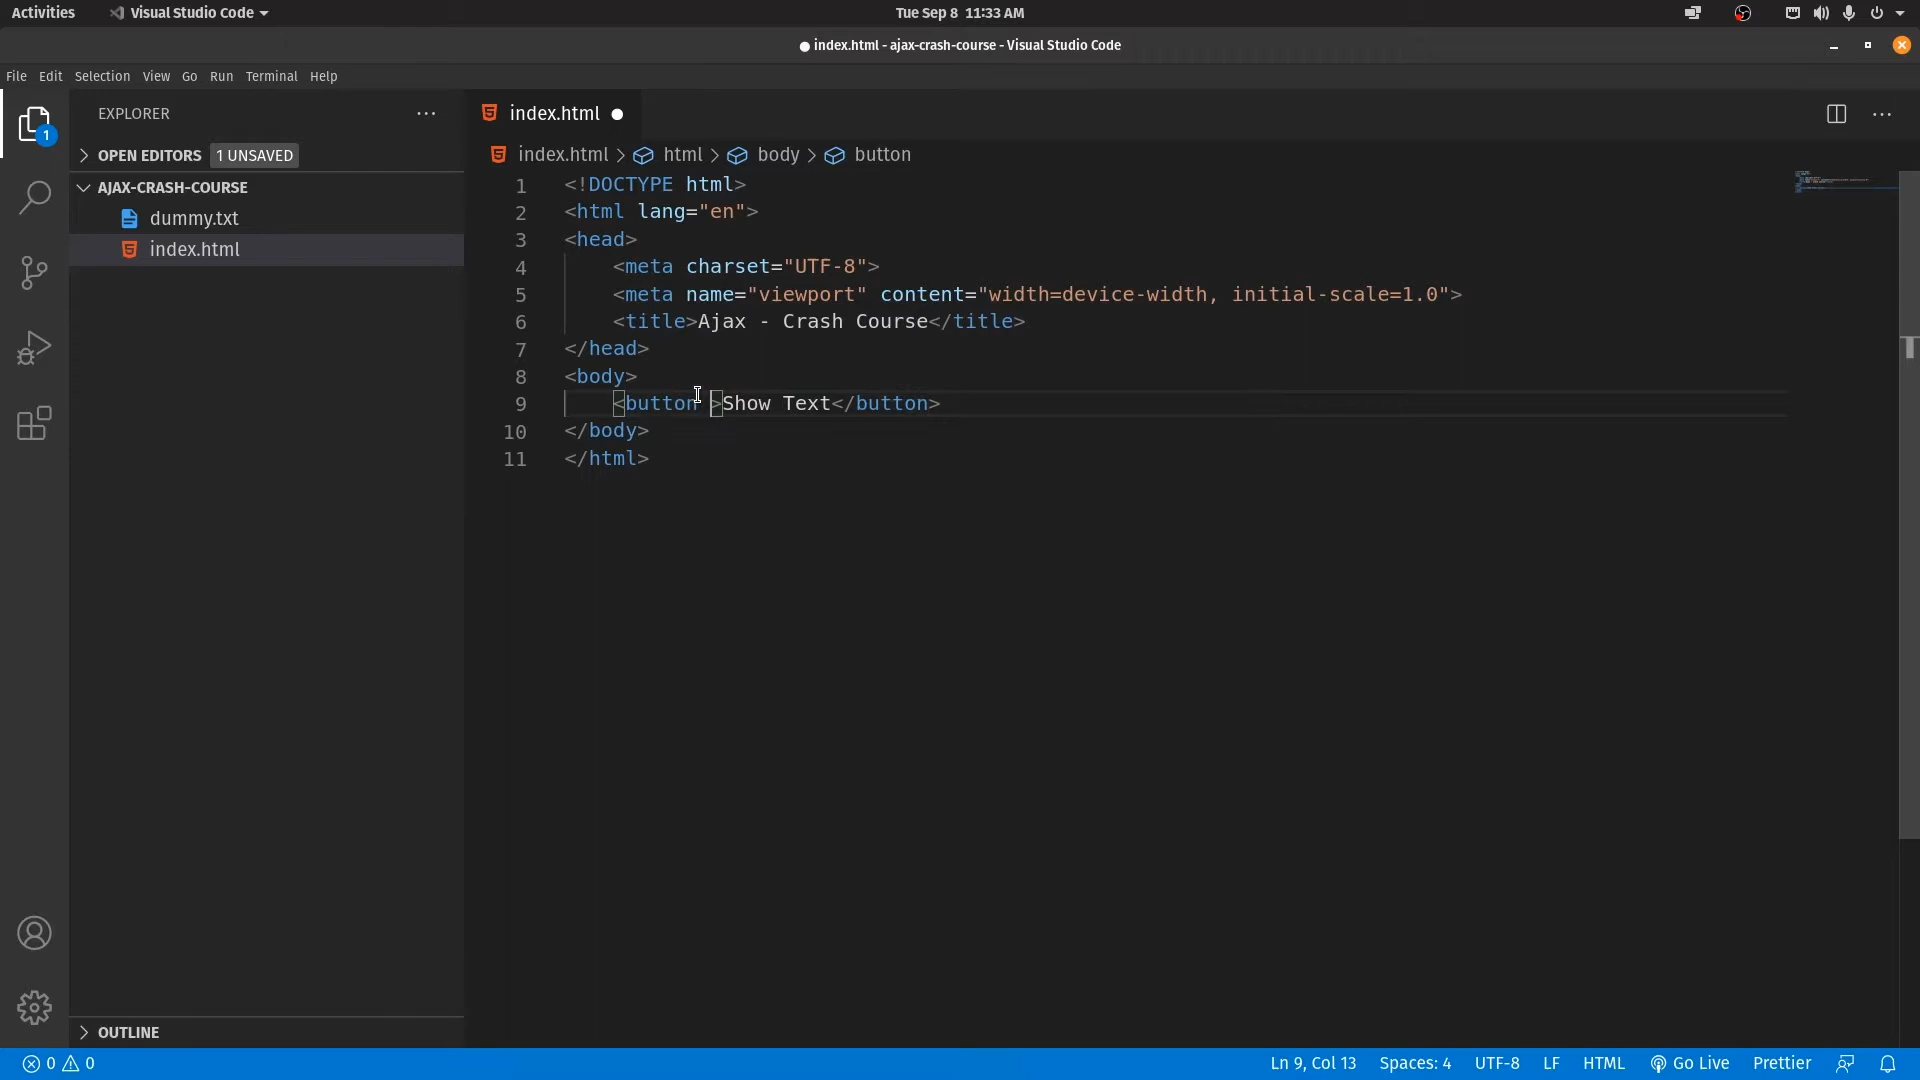 Activities Visual Studio Code Tue Sep 8 11:33 AM
● index.html - ajax-crash-course - Visual Studio Code
File Edit Selection View Go Run Terminal Help
EXPLORER ···
1
OPEN EDITORS 1 UNSAVED
AJAX-CRASH-COURSE
dummy.txt
index.html
OUTLINE
index.html ●
index.html > html > body > button
1 <!DOCTYPE html>
2 <html lang="en">
3 <head>
4 <meta charset="UTF-8">
5 <meta name="viewport" content="width=device-width, initial-scale=1.0">
6 <title>Ajax - Crash Course</title>
7 </head>
8 <body>
9 <button >Show Text</button>
10 </body>
11 </html>
0 0 Ln 9, Col 13 Spaces: 4 UTF-8 LF HTML Go Live Prettier